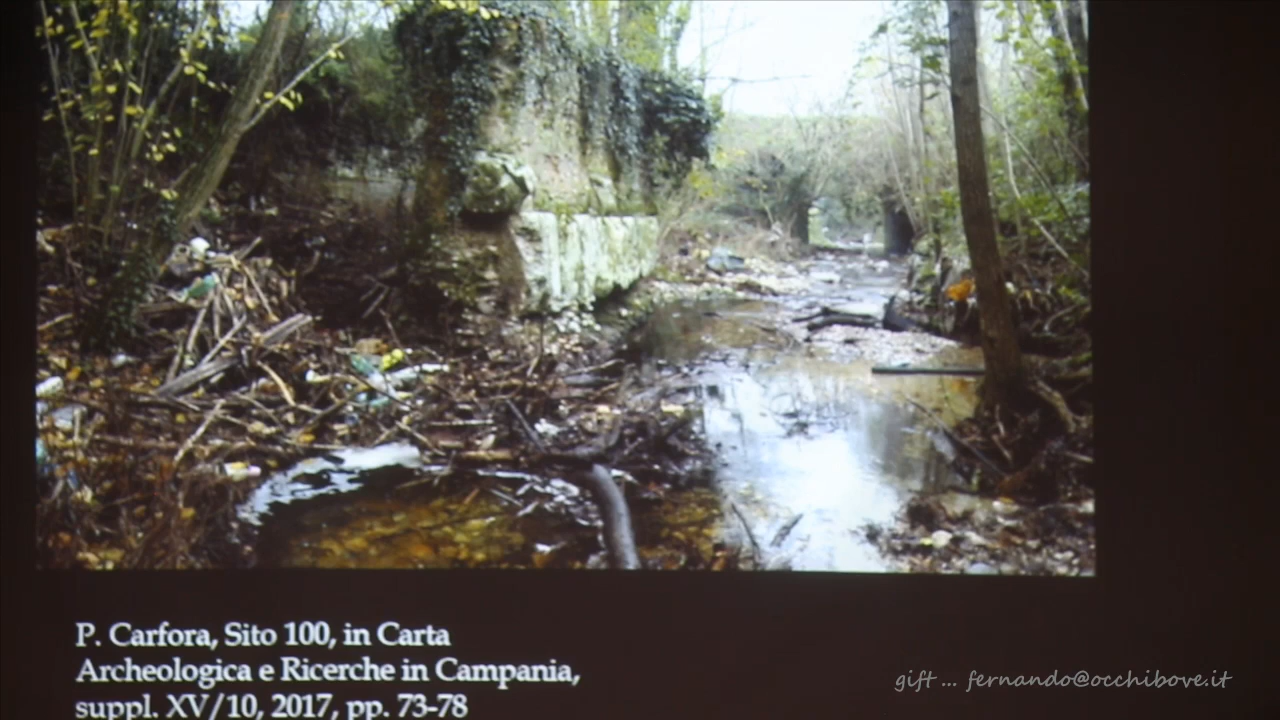 P. Carfora, Sito 100, in Carta
Archeologica e Ricerche in Campania,
suppl. XV/10, 2017, pp. 73-78
gift ... fernando@occhibove.it